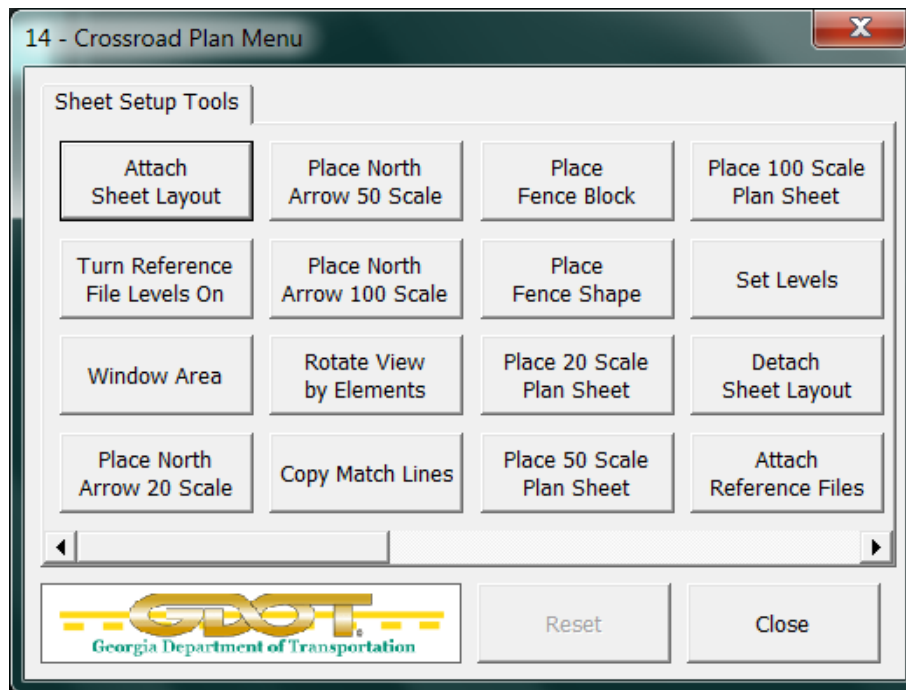 14 - Crossroad Plan Menu
X
Sheet Setup Tools
Attach
Sheet Layout
Place North
Arrow 50 Scale
Place
Fence Block
Place 100 Scale
Plan Sheet
Turn Reference
File Levels On
Place North
Arrow 100 Scale
Place
Fence Shape
Set Levels
Window Area
Rotate View
by Elements
Place 20 Scale
Plan Sheet
Detach
Sheet Layout
Place North
Arrow 20 Scale
Copy Match Lines
Place 50 Scale
Plan Sheet
Attach
Reference Files
GDOT
Georgia Department of Transportation
Reset
Close